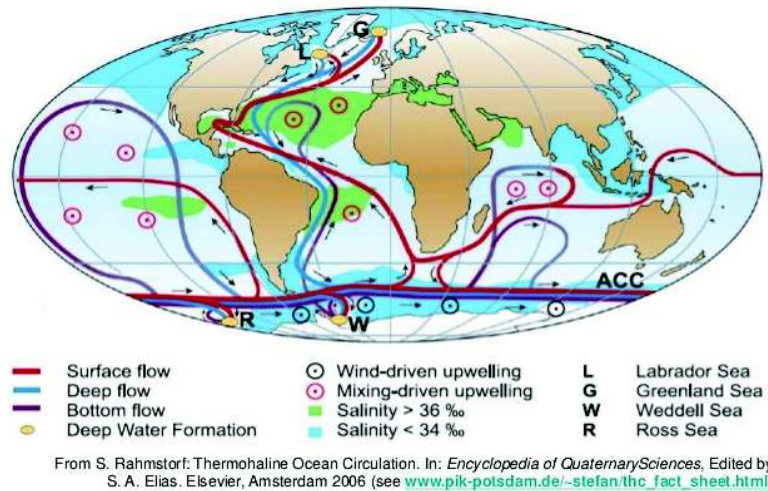 G
L
ACC
R
W
Surface flow
Deep flow
Bottom flow
Deep Water Formation
Wind-driven upwelling
Mixing-driven upwelling
Salinity > 36 ‰
Salinity < 34 ‰
L Labrador Sea
G Greenland Sea
W Weddell Sea
R Ross Sea
From S. Rahmstorf: Thermohaline Ocean Circulation. In: Encyclopedia of QuaternarySciences, Edited by
S. A. Elias. Elsevier, Amsterdam 2006 (see www.pik-potsdam.de/~stefan/thc_fact_sheet.html